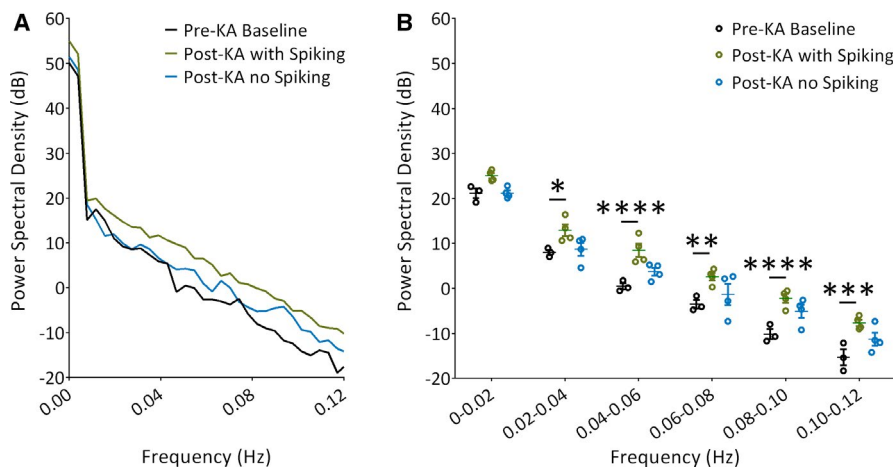 A
Pre-KA Baseline
Post-KA with Spiking
Post-KA no Spiking
Power Spectral Density (dB)
60
50
40
30
20
10
0
-10
-20
0.00
0.04
0.08
0.12
Frequency (Hz)
B
Pre-KA Baseline
Post-KA with Spiking
Post-KA no Spiking
Power Spectral Density (dB)
60
50
40
30
20
10
0
-10
-20
*
****
**
****
***
0-0.02
0.02-0.04
0.04-0.06
0.06-0.08
0.08-0.10
0.10-0.12
Frequency (Hz)